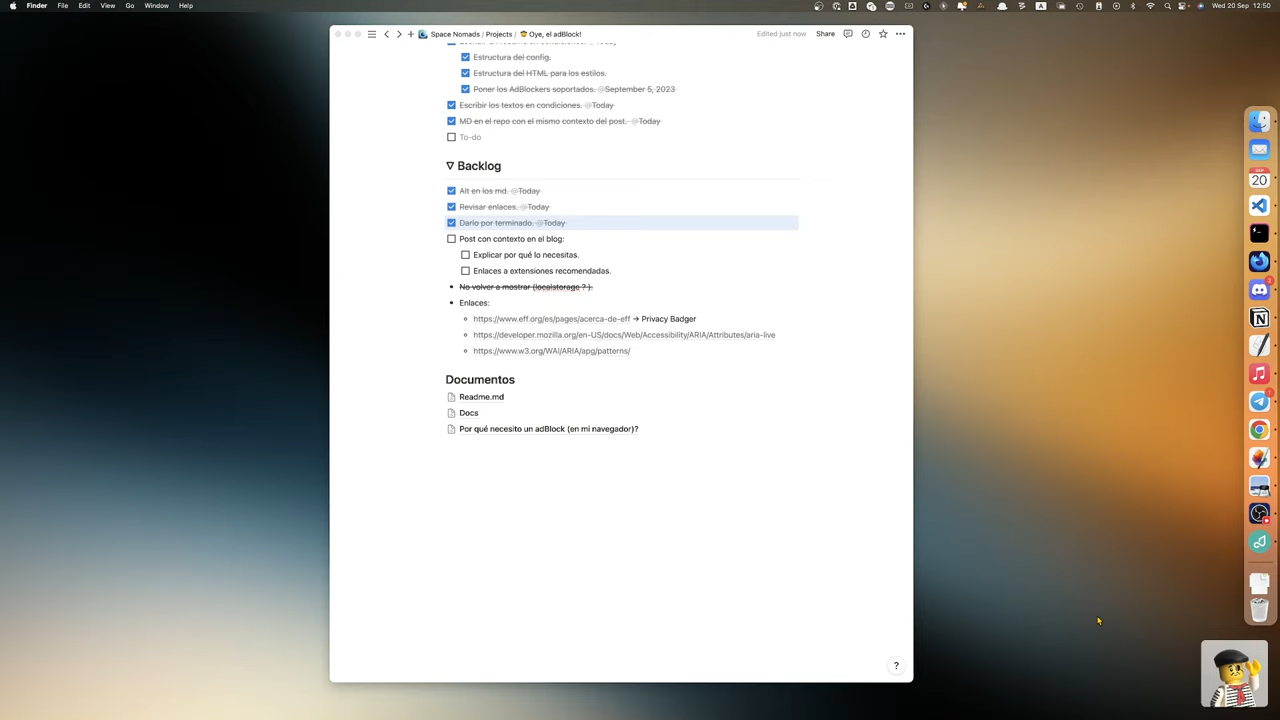 Finder File Edit View Go Window Help
Space Nomads / Projects / Oye, el adBlock!
Edited just now Share
Estructura del config.
Estructura del HTML para los estilos.
Poner los AdBlockers soportados. @September 5, 2023
Escribir los textos en condiciones. @Today
MD en el repo con el mismo contexto del post. @Today
To-do
∇ Backlog
Alt en los md. @Today
Revisar enlaces. @Today
Darlo por terminado. @Today
Post con contexto en el blog:
Explicar por qué lo necesitas.
Enlaces a extensiones recomendadas.
No volver a mostrar (localstorage ? ).
Enlaces:
https://www.eff.org/es/pages/acerca-de-eff → Privacy Badger
https://developer.mozilla.org/en-US/docs/Web/Accessibility/ARIA/Attributes/aria-live
https://www.w3.org/WAI/ARIA/apg/patterns/
Documentos
Readme.md
Docs
Por qué necesito un adBlock (en mi navegador)?
SEP
20
?